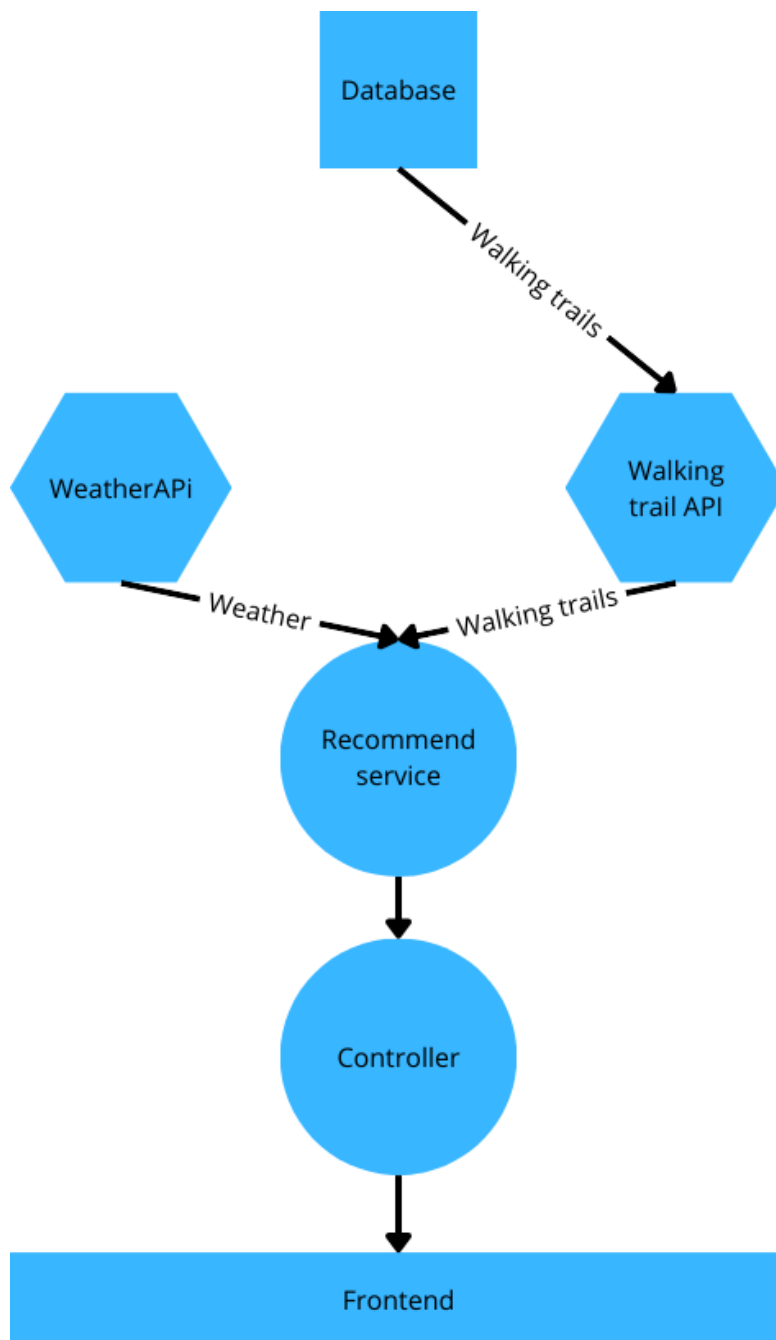 Database
Walking trails
WeatherAPi
Walking
trail API
Weather
Walking trails
Recommend
service
Controller
Frontend